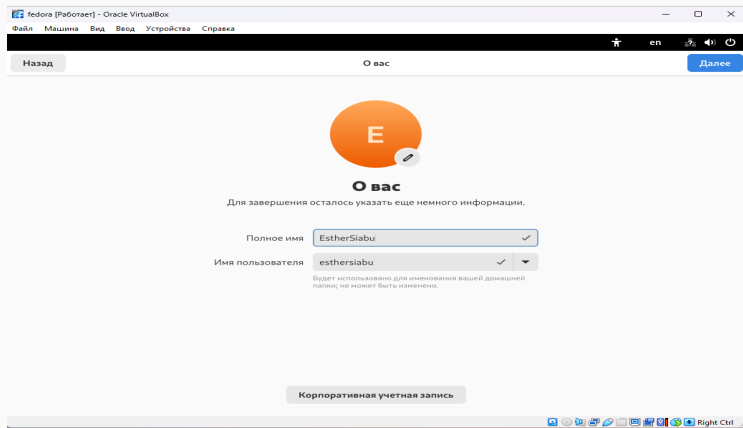 fedora [Работает] - Oracle VirtualBox
Файл Машина Вид Ввод Устройства Справка
en
Назад О вас Далее
E
О вас
Для завершения осталось указать еще немного информации.
Полное имя EstherSiabu
Имя пользователя esthersiabu
Будет использовано для именования вашей домашней
папки; не может быть изменено.
Корпоративная учетная запись
Right Ctrl